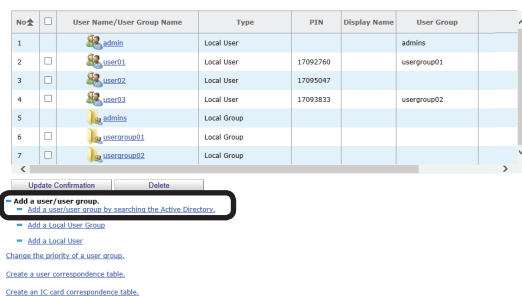 No User Name/User Group Name Type PIN Display Name User Group
1 admin Local User admins
2 user01 Local User 17092760 usergroup01
3 user02 Local User 17095047
4 user03 Local User 17093833 usergroup02
5 admins Local Group
6 usergroup01 Local Group
7 usergroup02 Local Group
Update Confirmation Delete
Add a user/user group.
Add a user/user group by searching the Active Directory.
Add a Local User Group
Add a Local User
Change the priority of a user group.
Create a user correspondence table.
Create an IC card correspondence table.